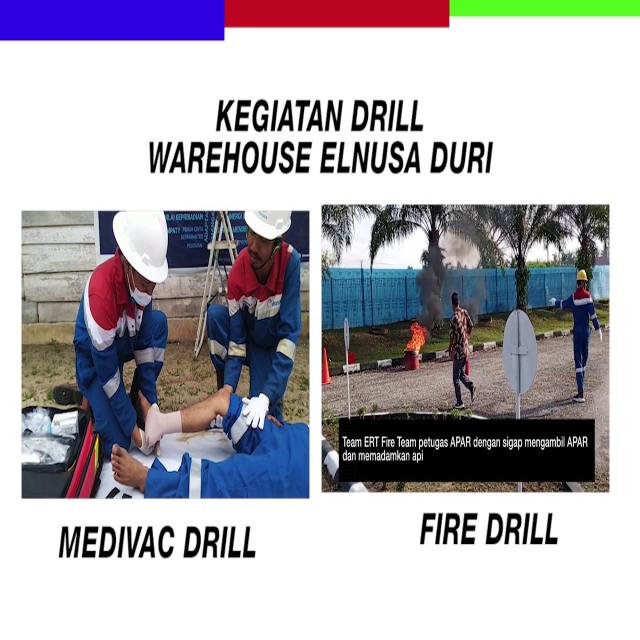 KEGIATAN DRILL
WAREHOUSE ELNUSA DURI
Team ERT Fire Team petugas APAR dengan sigap mengambil APAR
dan memadamkan api
MEDIVAC DRILL
FIRE DRILL